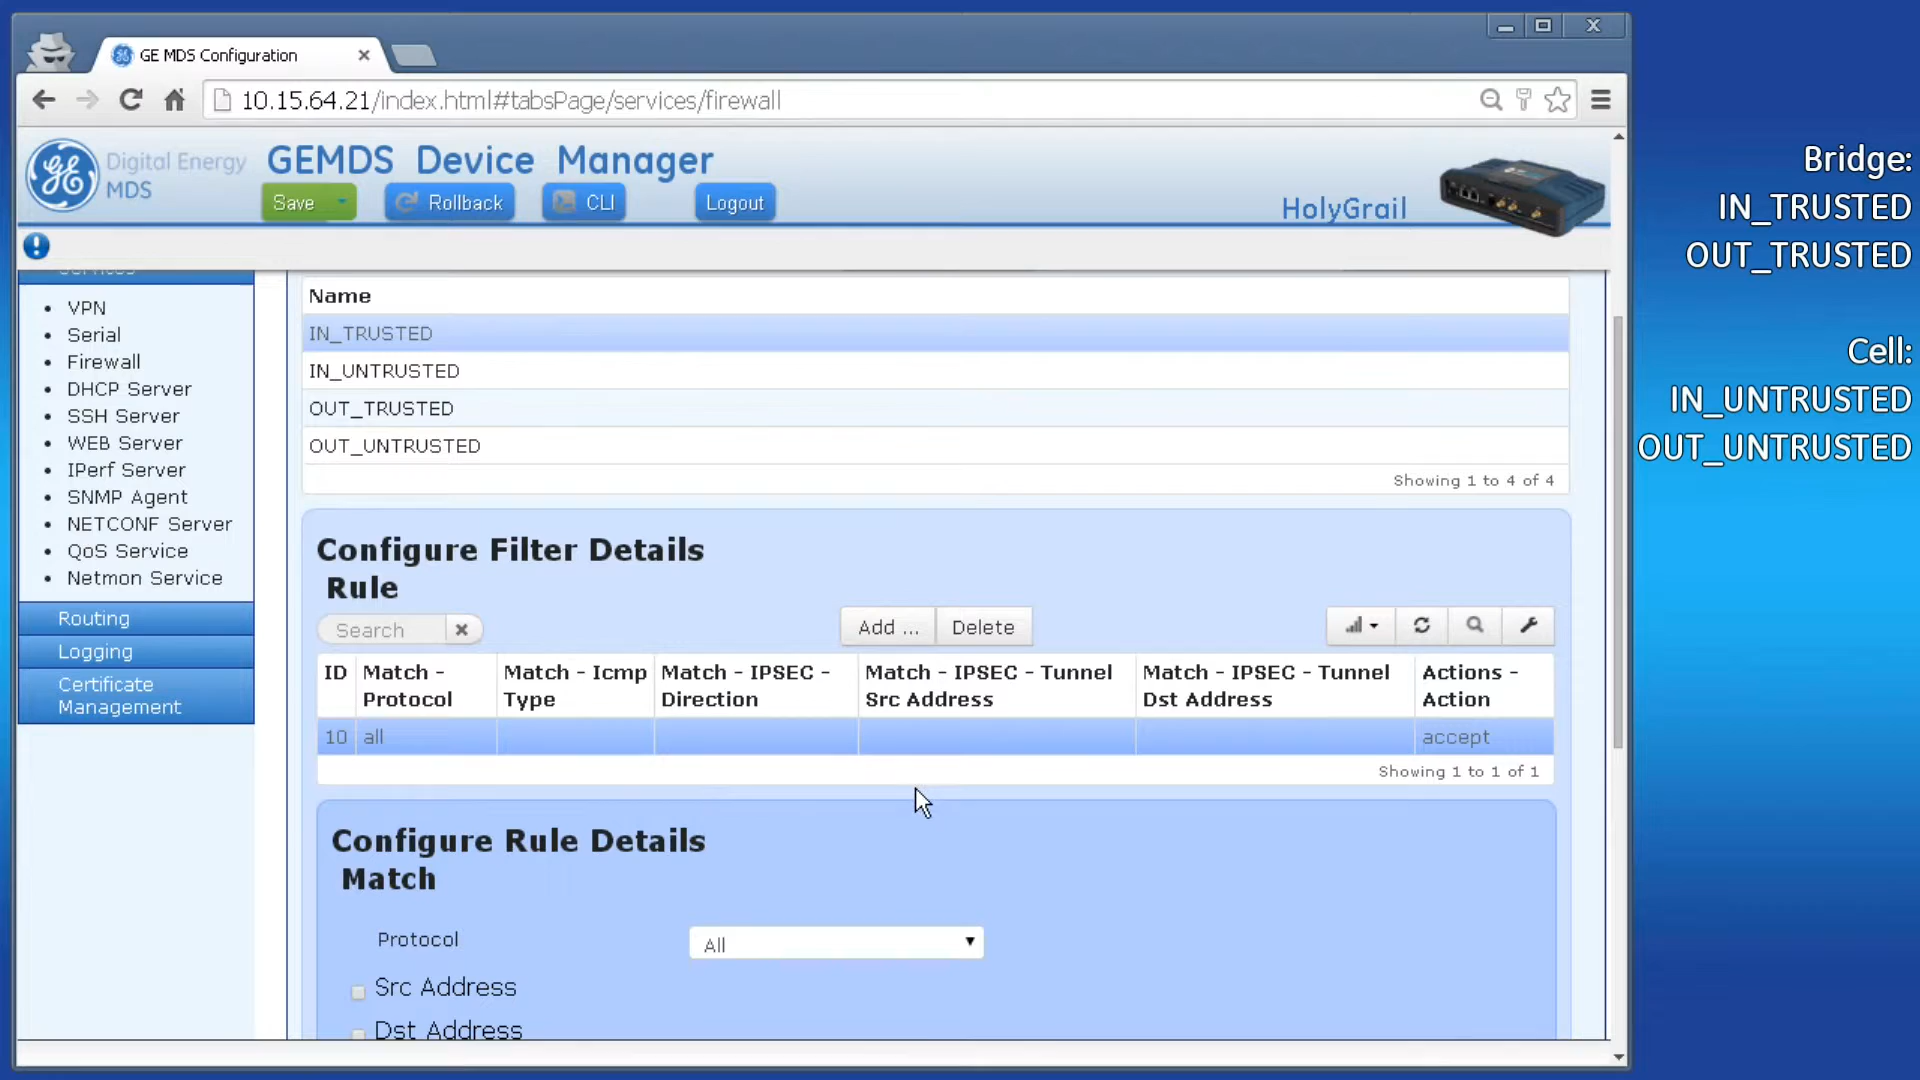 GE MDS Configuration
10.15.64.21/index.html#tabsPage/services/firewall
Digital Energy
MDS
GEMDS Device Manager
Save
Rollback
CLI
Logout
HolyGrail
Services
VPN
Serial
Firewall
DHCP Server
SSH Server
WEB Server
IPerf Server
SNMP Agent
NETCONF Server
QoS Service
Netmon Service
Routing
Logging
Certificate
Management
Name
IN_TRUSTED
IN_UNTRUSTED
OUT_TRUSTED
OUT_UNTRUSTED
Showing 1 to 4 of 4
Configure Filter Details
Rule
Search
Add ...
Delete
ID Match - Protocol Match - Icmp Type Match - IPSEC - Direction Match - IPSEC - Tunnel Src Address Match - IPSEC - Tunnel Dst Address Actions - Action
10 all accept
Showing 1 to 1 of 1
Configure Rule Details
Match
Protocol All
Src Address
Dst Address
Bridge:
IN_TRUSTED
OUT_TRUSTED
Cell:
IN_UNTRUSTED
OUT_UNTRUSTED